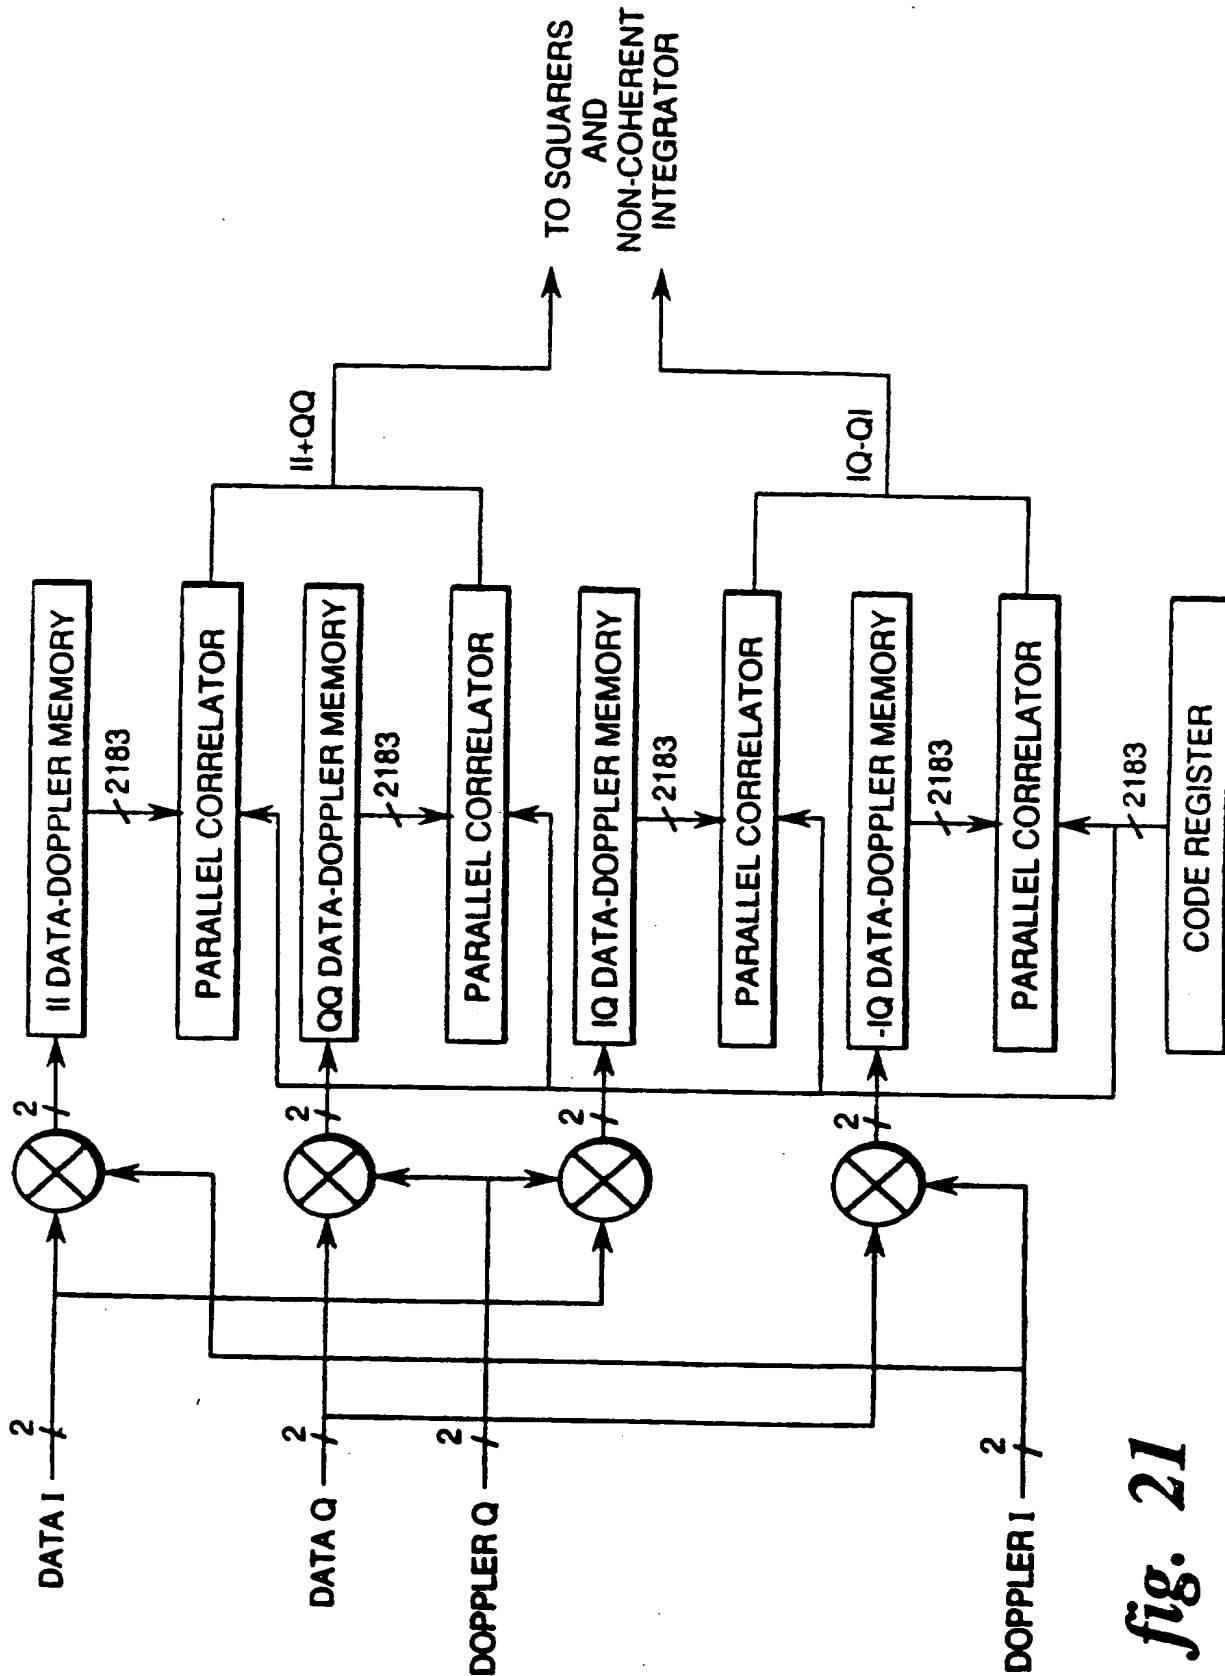 DATA I
2
2
II DATA-DOPPLER MEMORY
2183
PARALLEL CORRELATOR
II+QQ
DATA Q
2
2
QQ DATA-DOPPLER MEMORY
2183
PARALLEL CORRELATOR
DOPPLER Q
2
TO SQUARERS
AND
NON-COHERENT
INTEGRATOR
2
IQ DATA-DOPPLER MEMORY
2183
PARALLEL CORRELATOR
IQ-QI
2
-IQ DATA-DOPPLER MEMORY
2183
PARALLEL CORRELATOR
DOPPLER I
2
2183
CODE REGISTER
fig. 21